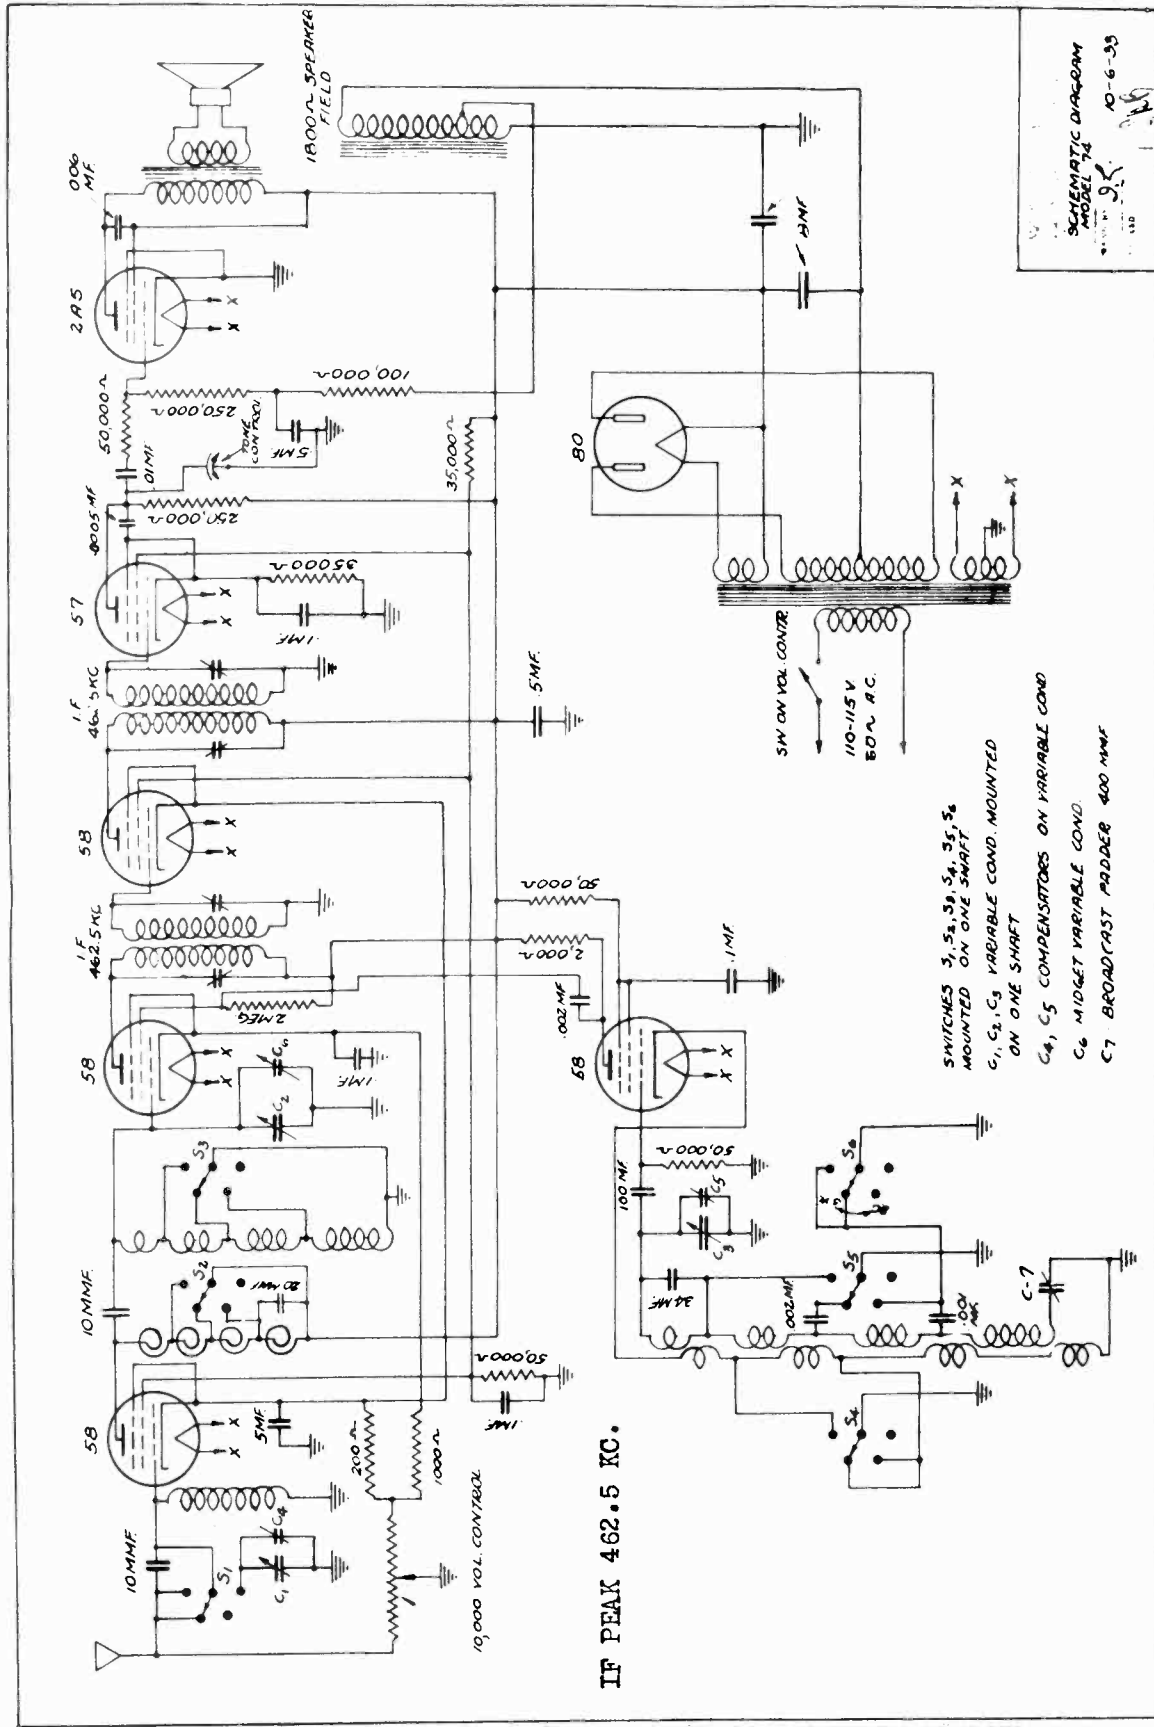 10MMF.
S1
C1
C4
58
X
X
.5MF.
200Ω
1000Ω
10,000 VOL. CONTROL
10MMF.
S2
20 MMF
50,000Ω
.1MF.
S3
58
X
X
C2
C6
.1MF.
2MEG
I.F
462.5KC
58
X
X
I.F
462.5KC
.5MF.
57
X
X
.1MF.
35000Ω
.0005 MF
250,000Ω
.01MF.
50,000Ω
TONE
CONTROL
.5MF
250,000Ω
100,000Ω
35,000Ω
2A5
X
X
.006
MF.
1800Ω SPEAKER
FIELD
50,000Ω
2,000Ω
.002MF
.1MF.
58
X
X
100MF.
50,000Ω
C3
C5
34MF.
.002MF.
S5
S6
.001
MF.
C-7
S4
80
8MF
X
X
SW ON VOL. CONTR.
110-115 V
60~ A.C.
SWITCHES S1, S2, S3, S4, S5, S6
MOUNTED ON ONE SHAFT
C1, C2, C3 VARIABLE COND. MOUNTED
ON ONE SHAFT
C4, C5 COMPENSATORS ON VARIABLE COND
C6 MIDGET VARIABLE COND.
C7 BROADCAST PADDER 400 MMF
IF PEAK 462.5 KC.
SCHEMATIC DIAGRAM
MODEL 74
10-6-33